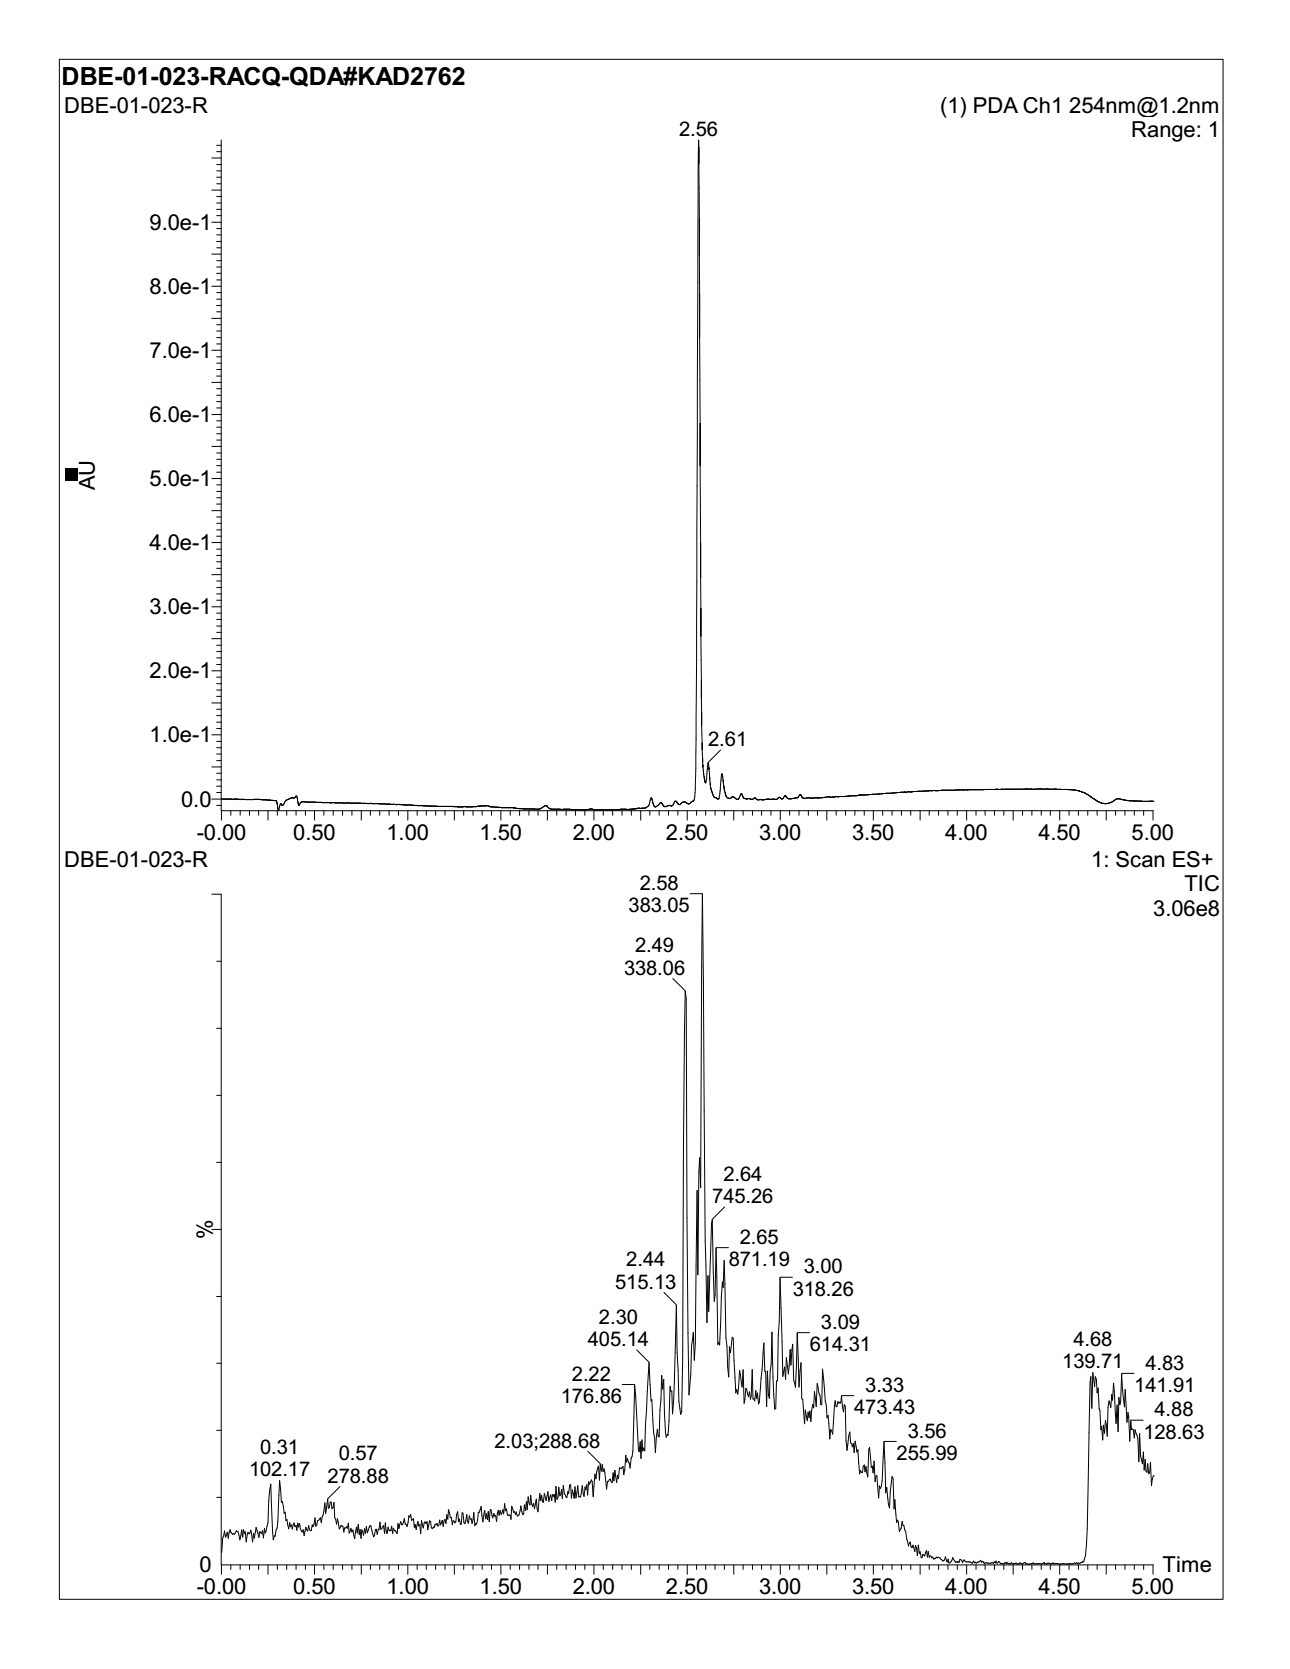 DBE-01-023-RACQ-QDA#KAD2762
DBE-01-023-R
(1) PDA Ch1 254nm@1.2nm
Range: 1
2.56
9.0e-1
8.0e-1
7.0e-1
6.0e-1
5.0e-1
AU
4.0e-1
3.0e-1
2.0e-1
1.0e-1
2.61
0.0
-0.00 0.50 1.00 1.50 2.00 2.50 3.00 3.50 4.00 4.50 5.00
DBE-01-023-R
1: Scan ES+
TIC
3.06e8
2.58
383.05
2.49
338.06
2.64
745.26
%
2.65
871.19
2.44
515.13
3.00
318.26
2.30
405.14
3.09
614.31
2.22
176.86
3.33
473.43
4.68
139.71
4.83
141.91
4.88
128.63
2.03;288.68
3.56
255.99
0.31
102.17
0.57
278.88
0
Time
-0.00 0.50 1.00 1.50 2.00 2.50 3.00 3.50 4.00 4.50 5.00